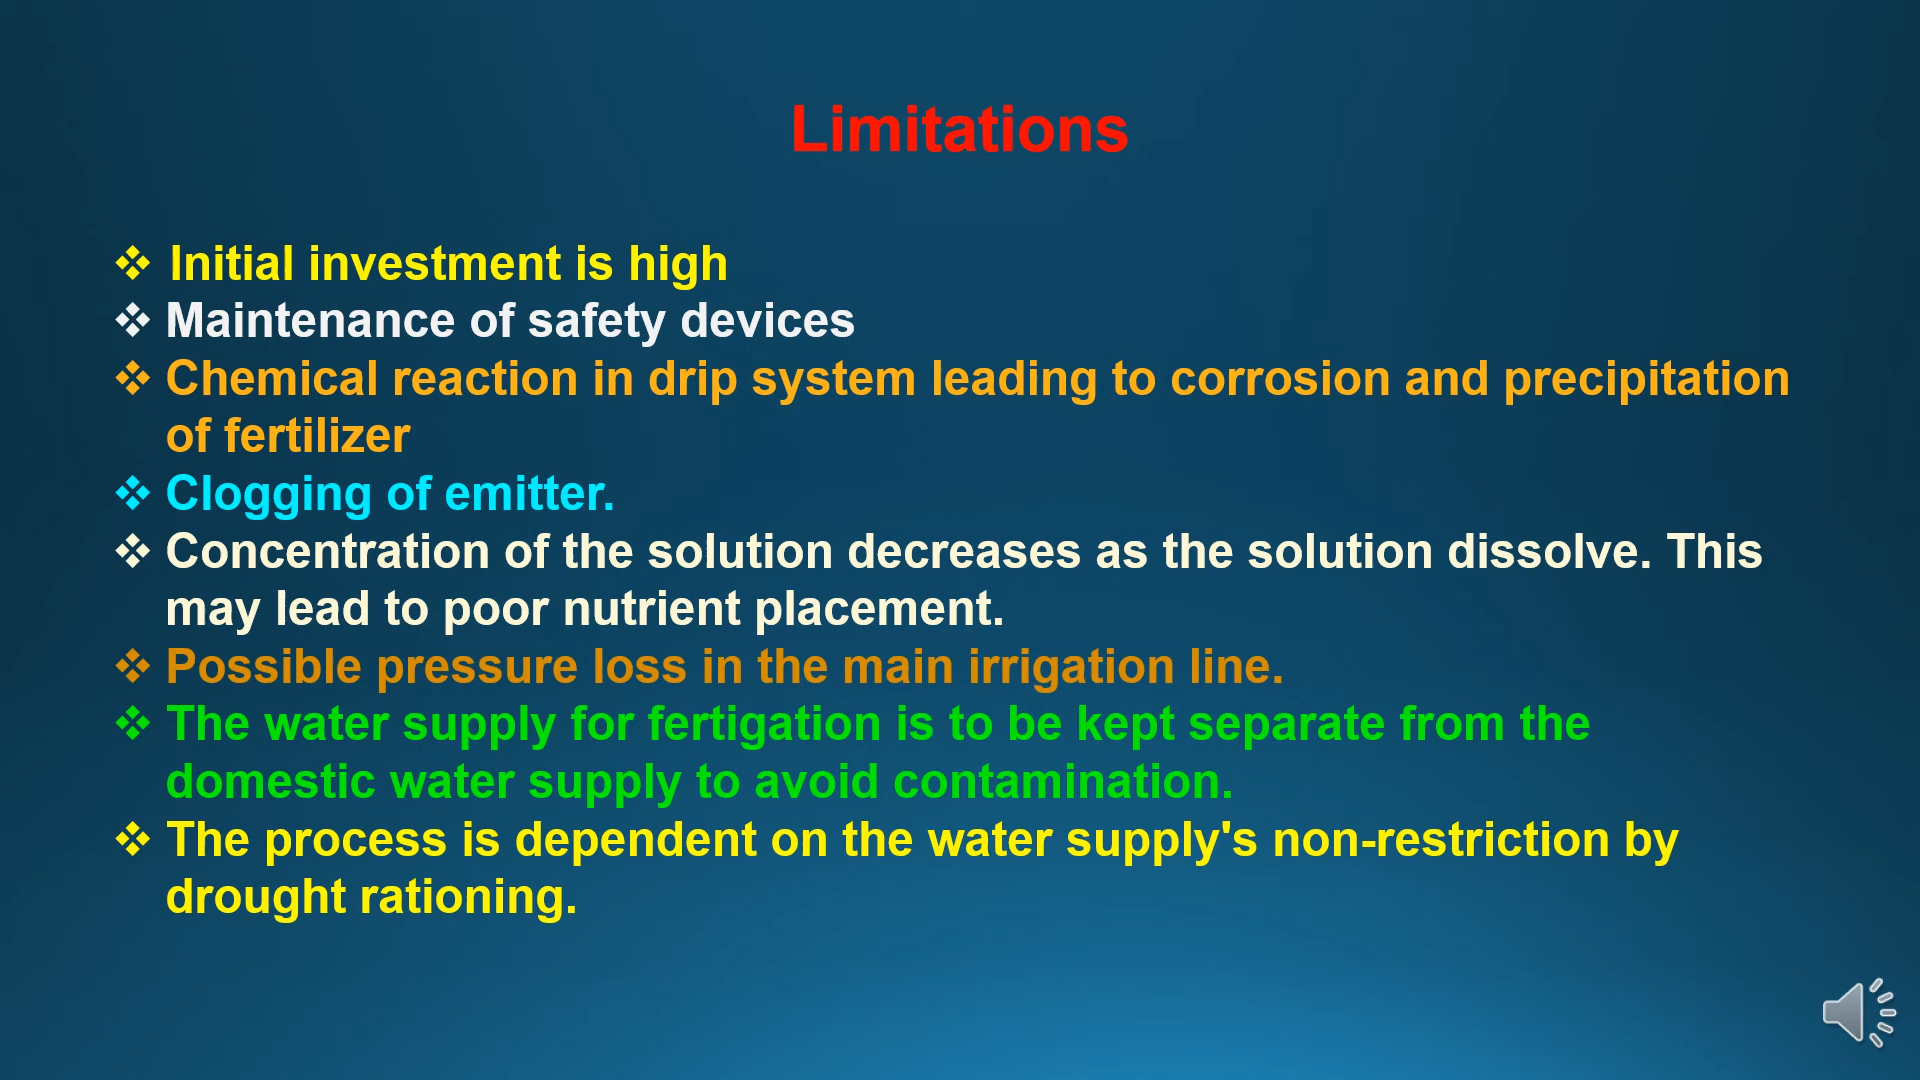 Limitations
❖ Initial investment is high
❖ Maintenance of safety devices
❖ Chemical reaction in drip system leading to corrosion and precipitation
of fertilizer
❖ Clogging of emitter.
❖ Concentration of the solution decreases as the solution dissolve. This
may lead to poor nutrient placement.
❖ Possible pressure loss in the main irrigation line.
❖ The water supply for fertigation is to be kept separate from the
domestic water supply to avoid contamination.
❖ The process is dependent on the water supply's non-restriction by
drought rationing.